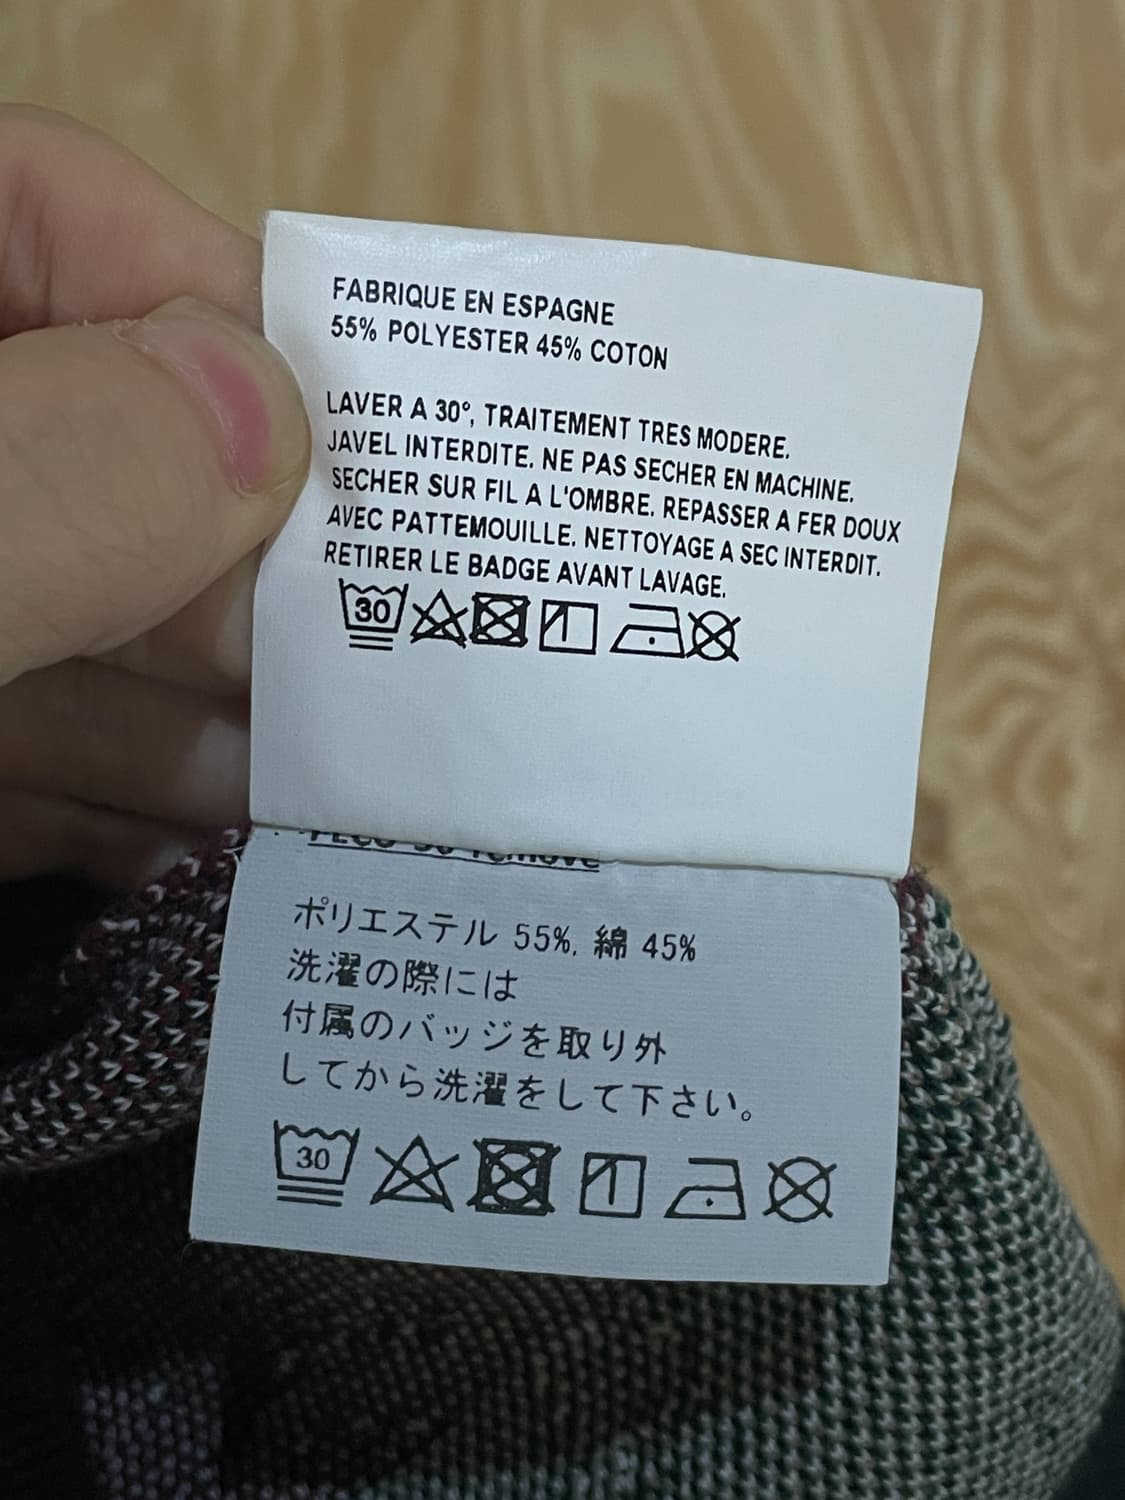 FABRIQUE EN ESPAGNE
55% POLYESTER 45% COTON
LAVER A 30°, TRAITEMENT TRES MODERE.
JAVEL INTERDITE. NE PAS SECHER EN MACHINE.
SECHER SUR FIL A L'OMBRE. REPASSER A FER DOUX
AVEC PATTEMOUILLE. NETTOYAGE A SEC INTERDIT.
RETIRER LE BADGE AVANT LAVAGE.
30
remove
ポリエステル 55%, 綿 45%
洗濯の際には
付属のバッジを取り外
してから洗濯をして下さい。
30